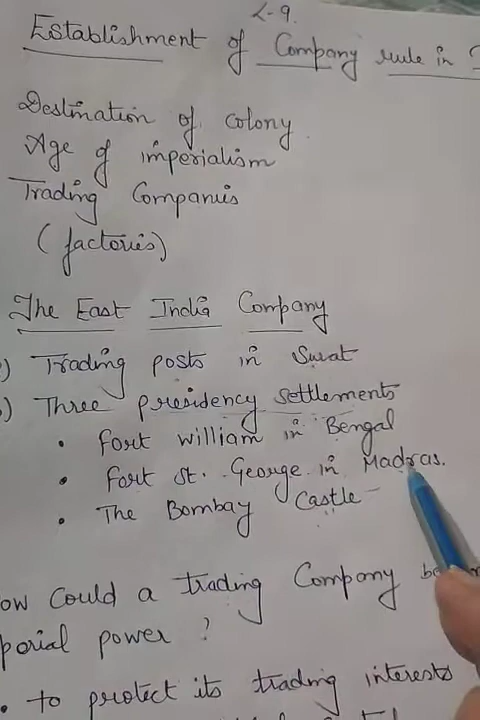 L-9.
Establishment of Company rule in
Destination of colony.
Age of imperialism
Trading Companies
(factories)
The East India Company
) Trading posts in Surat
) Three presidency settlements
• Fort William in Bengal
• Fort St. George in Madras.
• The Bombay Castle
ow could a trading Company
perial power ?
• to protect its trading interests